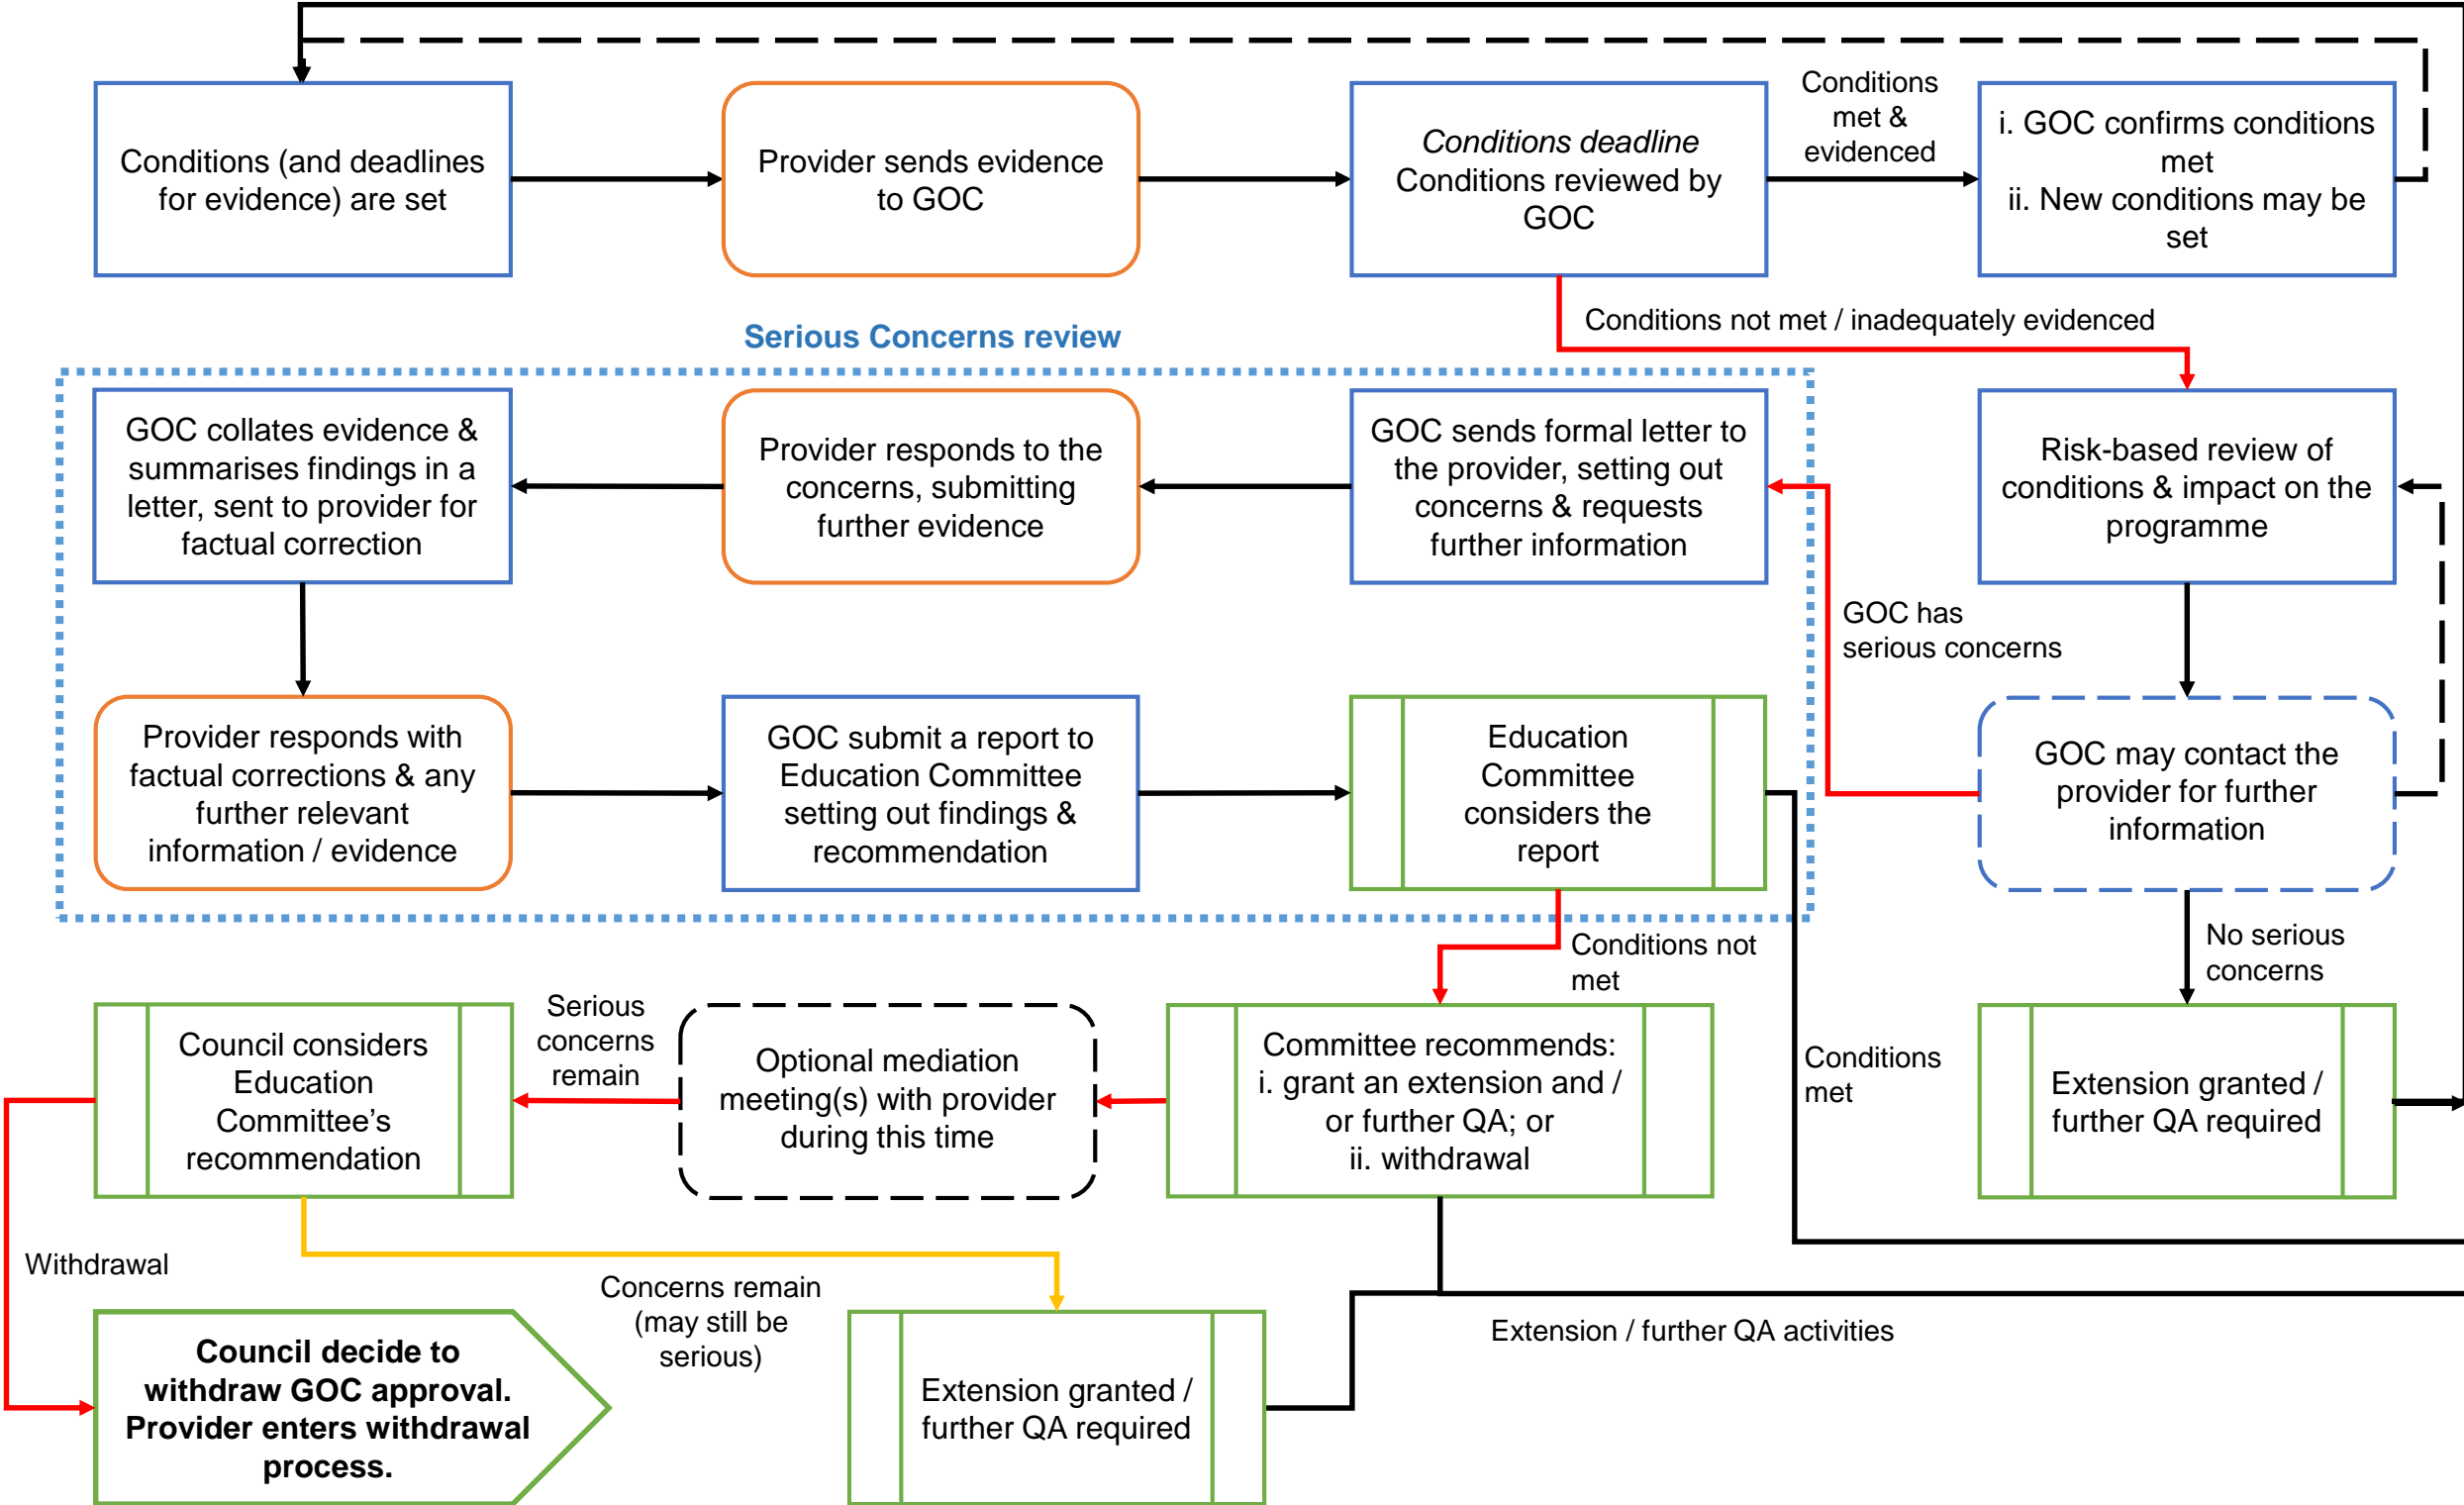 Conditions (and deadlines
for evidence) are set
Provider sends evidence
to GOC
Conditions deadline
Conditions reviewed by
GOC
Conditions
met &
evidenced
i. GOC confirms conditions
met
ii. New conditions may be
set
Conditions not met / inadequately evidenced
Serious Concerns review
GOC collates evidence &
summarises findings in a
letter, sent to provider for
factual correction
Provider responds to the
concerns, submitting
further evidence
GOC sends formal letter to
the provider, setting out
concerns & requests
further information
Risk-based review of
conditions & impact on the
programme
GOC has
serious concerns
Provider responds with
factual corrections & any
further relevant
information / evidence
GOC submit a report to
Education Committee
setting out findings &
recommendation
Education
Committee
considers the
report
GOC may contact the
provider for further
information
Conditions not
met
No serious
concerns
Council considers
Education
Committee’s
recommendation
Serious
concerns
remain
Optional mediation
meeting(s) with provider
during this time
Committee recommends:
i. grant an extension and /
or further QA; or
ii. withdrawal
Conditions
met
Extension granted /
further QA required
Withdrawal
Concerns remain
(may still be
serious)
Extension / further QA activities
Council decide to
withdraw GOC approval.
Provider enters withdrawal
process.
Extension granted /
further QA required